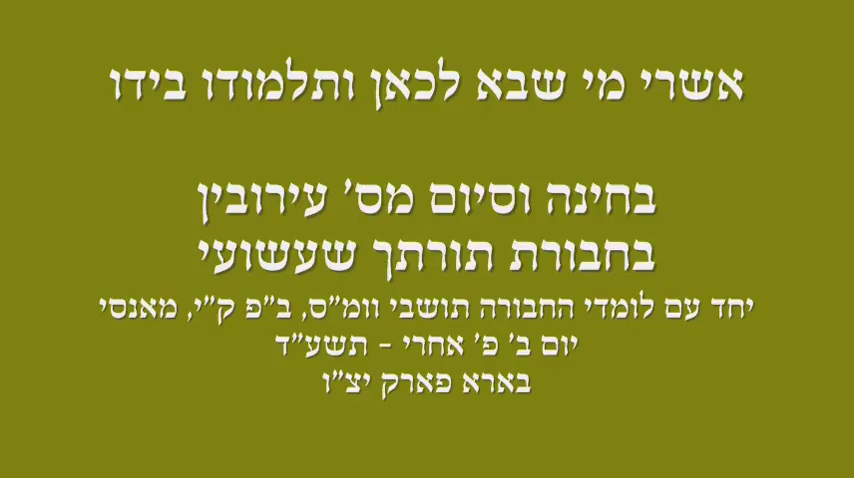 אשרי מי שבא לכאן ותלמודו בידו
בחינה וסיום מס' עירובין
בחבורת תורתך שעשועי
יחד עם לומדי החבורה תושבי וומ"ס, ב"פ ק"י, מאנסי
יום ב' פ' אחרי - תשע"ד
בארא פארק יצ"ו